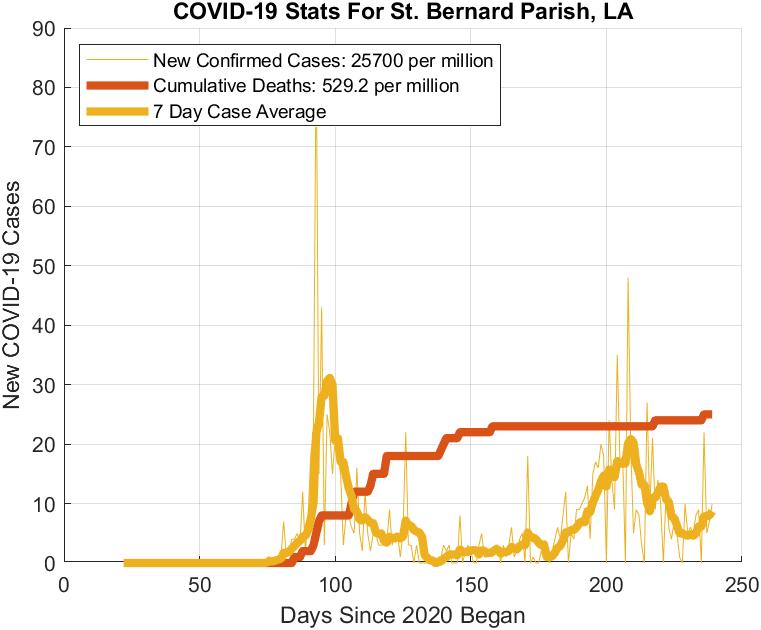 COVID-19 Stats For St. Bernard Parish, LA
New Confirmed Cases: 25700 per million
Cumulative Deaths: 529.2 per million
7 Day Case Average
New COVID-19 Cases
90
80
70
60
50
40
30
20
10
0
0 50 100 150 200 250
Days Since 2020 Began